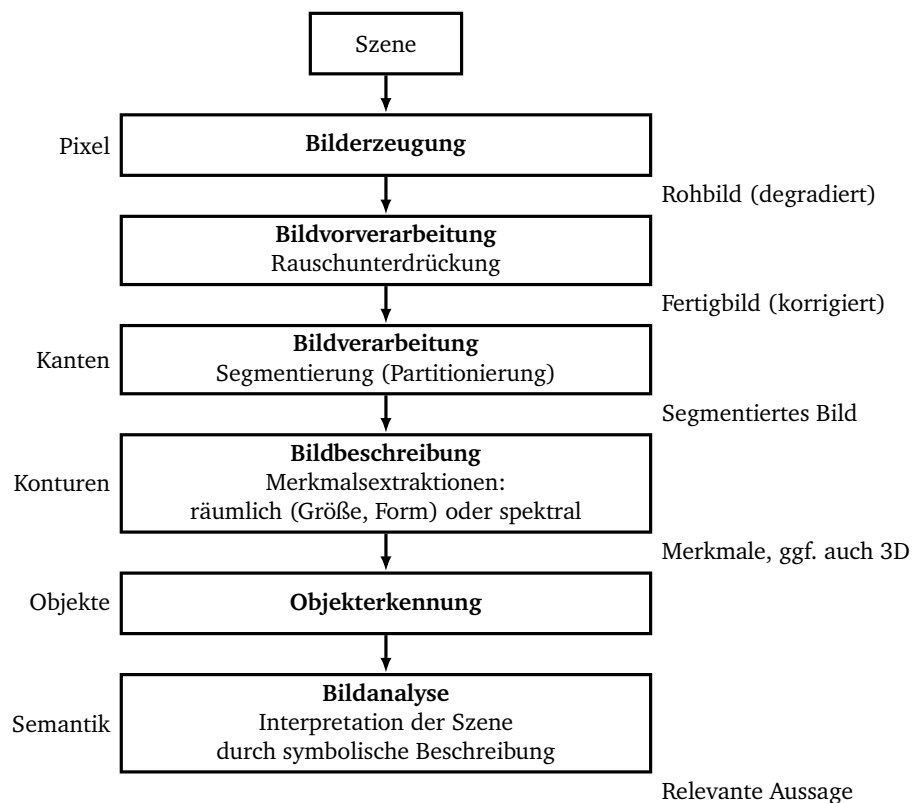 Szene
Pixel
Bilderzeugung
Rohbild (degradiert)
Bildvorverarbeitung
Rauschunterdrückung
Fertigbild (korrigiert)
Kanten
Bildverarbeitung
Segmentierung (Partitionierung)
Segmentiertes Bild
Konturen
Bildbeschreibung
Merkmalsextraktionen:
räumlich (Größe, Form) oder spektral
Merkmale, ggf. auch 3D
Objekte
Objekterkennung
Semantik
Bildanalyse
Interpretation der Szene
durch symbolische Beschreibung
Relevante Aussage